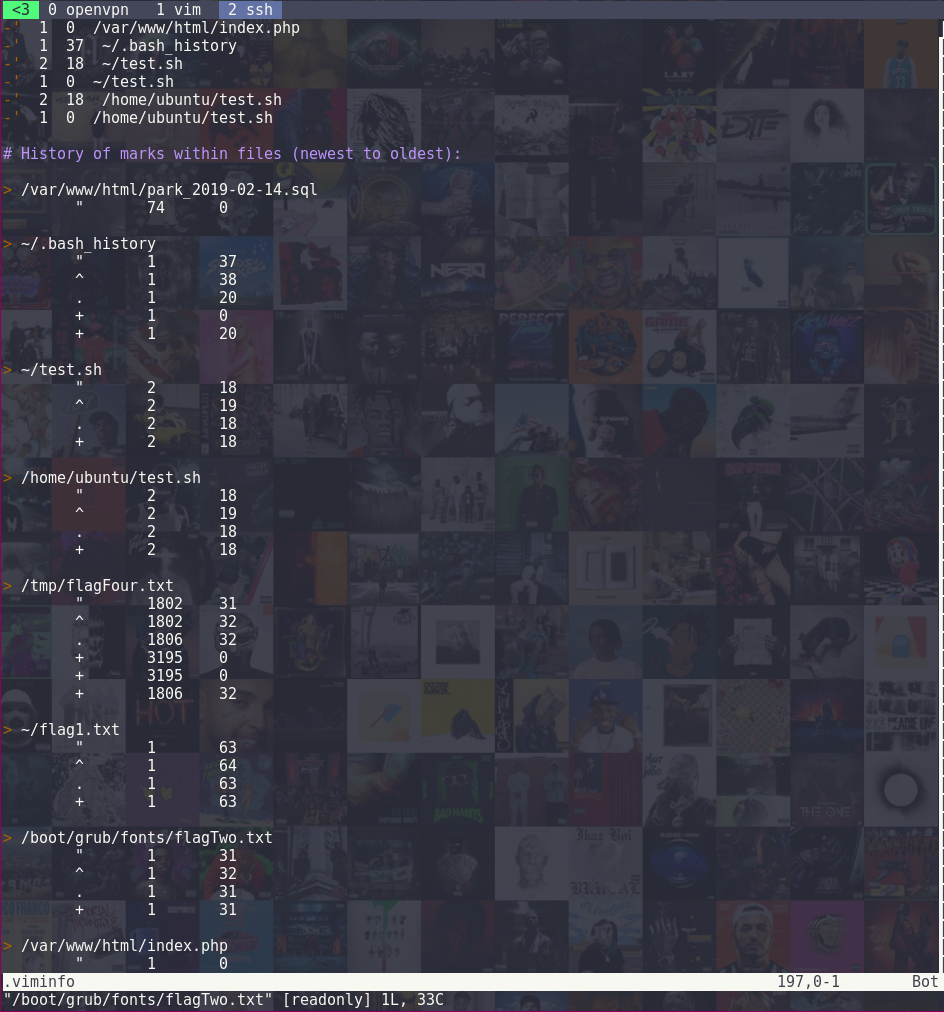 <3 0 openvpn 1 vim 2 ssh
-' 1 0 /var/www/html/index.php
-' 1 37 ~/.bash_history
-' 2 18 ~/test.sh
-' 1 0 ~/test.sh
-' 2 18 /home/ubuntu/test.sh
-' 1 0 /home/ubuntu/test.sh
# History of marks within files (newest to oldest):
> /var/www/html/park_2019-02-14.sql
" 74 0
> ~/.bash_history
" 1 37
^ 1 38
. 1 20
+ 1 0
+ 1 20
> ~/test.sh
" 2 18
^ 2 19
. 2 18
+ 2 18
> /home/ubuntu/test.sh
" 2 18
^ 2 19
. 2 18
+ 2 18
> /tmp/flagFour.txt
" 1802 31
^ 1802 32
. 1806 32
+ 3195 0
+ 3195 0
+ 1806 32
> ~/flag1.txt
" 1 63
^ 1 64
. 1 63
+ 1 63
> /boot/grub/fonts/flagTwo.txt
" 1 31
^ 1 32
. 1 31
+ 1 31
> /var/www/html/index.php
" 1 0
.viminfo 197,0-1 Bot
"/boot/grub/fonts/flagTwo.txt" [readonly] 1L, 33C